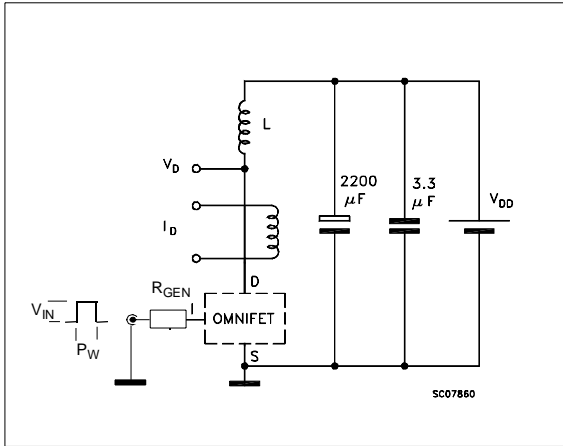 L
V_D
2200
µF
3.3
µF
V_DD
I_D
D
R_GEN
I
V_IN
OMNIFET
P_W
S
SC07860